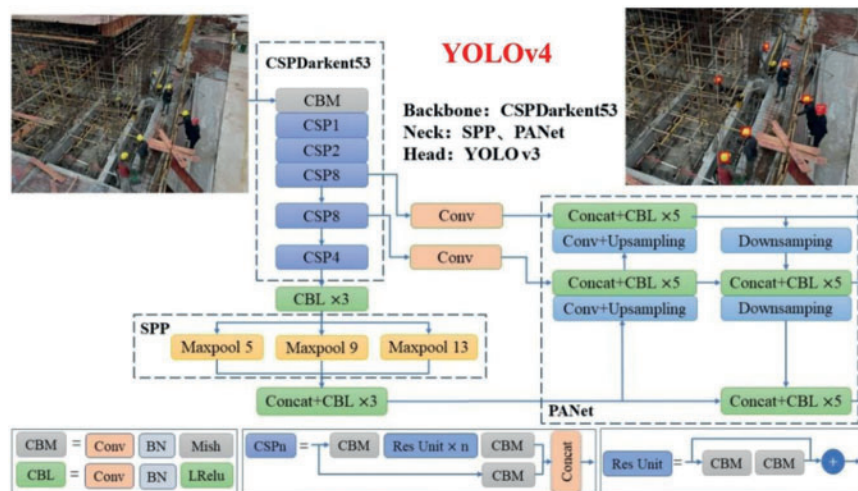 YOLOv4
CSPDarkent53
CBM
CSP1
CSP2
CSP8
CSP8
CSP4
Backbone: CSPDarkent53
Neck: SPP、PANet
Head: YOLO v3
Conv
Conv
CBL ×3
SPP
Maxpool 5
Maxpool 9
Maxpool 13
Concat+CBL ×3
Concat+CBL ×5
Conv+Upsampling
Downsamping
Concat+CBL ×5
Concat+CBL ×5
Conv+Upsampling
Downsamping
PANet
Concat+CBL ×5
CBM = Conv BN Mish
CBL = Conv BN LRelu
CSPn = CBM Res Unit × n CBM
CBM
Concat
Res Unit = CBM CBM +